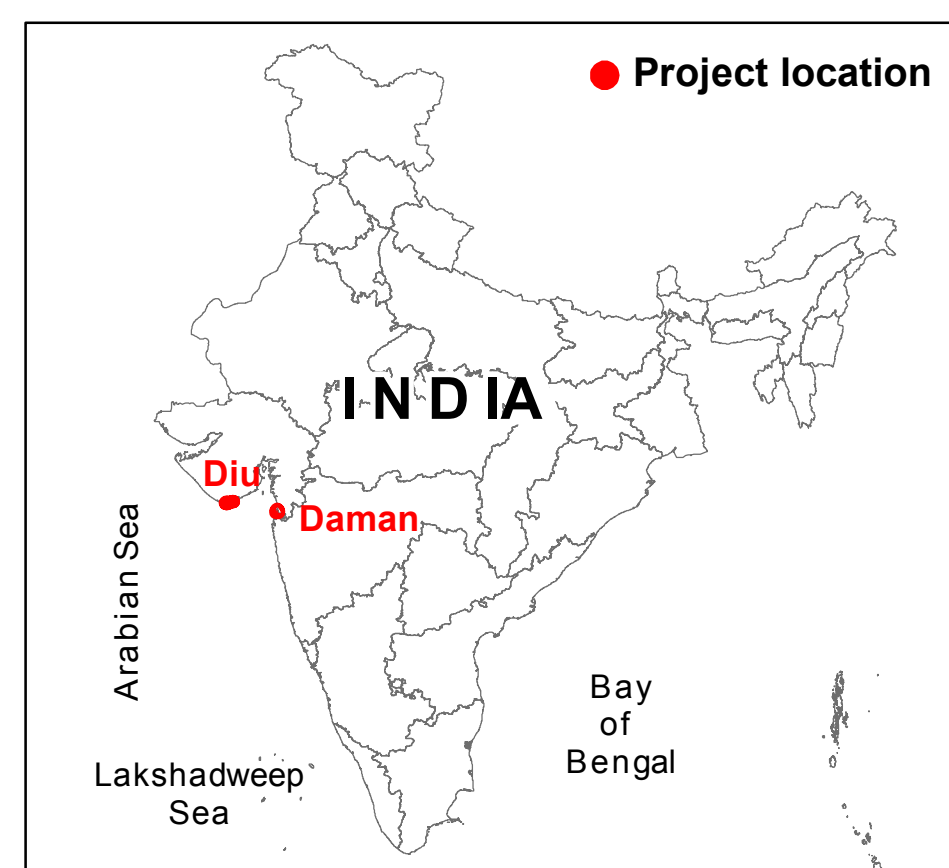 Project location
INDIA
Diu
Daman
Arabian Sea
Bay
of
Bengal
Lakshadweep
Sea